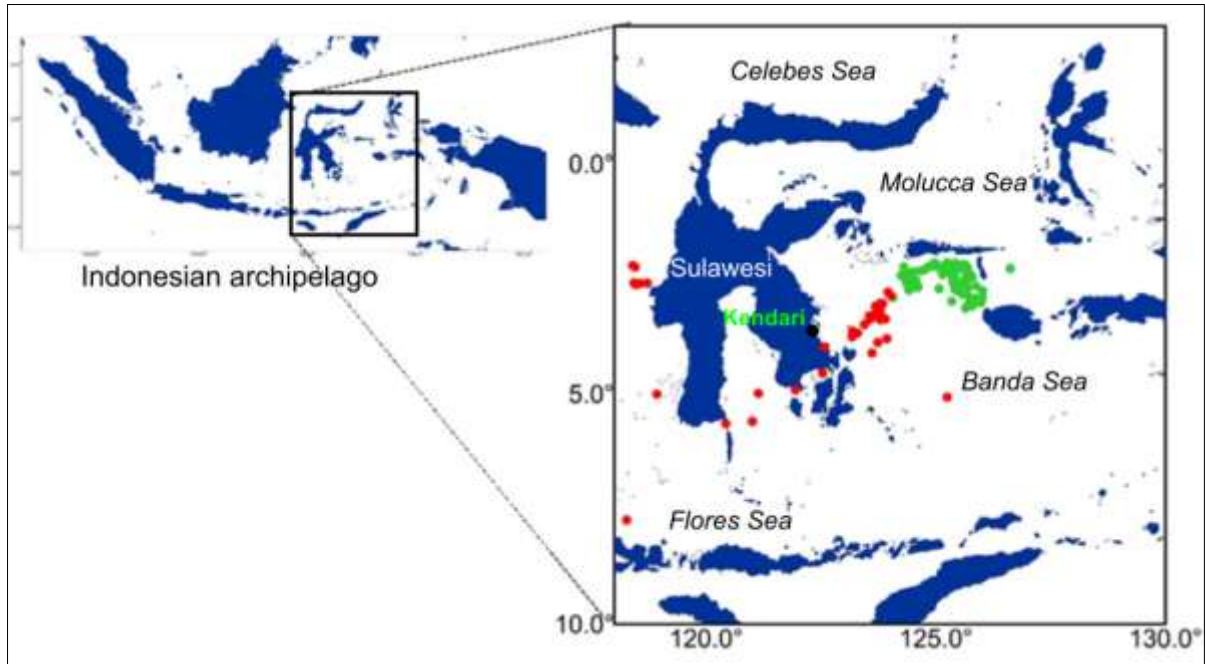 Celebes Sea
0.0°
Molucca Sea
Indonesian archipelago
Sulawesi
Kendari
Banda Sea
5.0°
Flores Sea
10.0°
120.0°
125.0°
130.0°